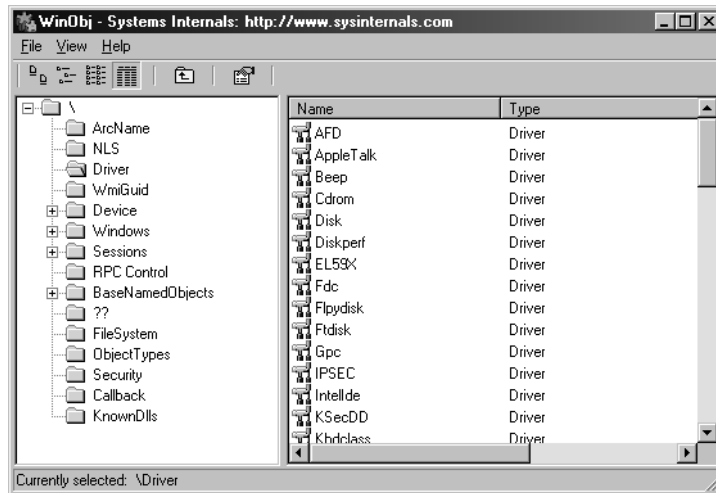 WinObj - Systems Internals: http://www.sysinternals.com
File View Help
\
ArcName
NLS
Driver
WmiGuid
Device
Windows
Sessions
RPC Control
BaseNamedObjects
??
FileSystem
ObjectTypes
Security
Callback
KnownDlls
Name Type
AFD Driver
AppleTalk Driver
Beep Driver
Cdrom Driver
Disk Driver
Diskperf Driver
EL59X Driver
Fdc Driver
Flpydisk Driver
Ftdisk Driver
Gpc Driver
IPSEC Driver
IntelIde Driver
KSecDD Driver
Kbdclass Driver
Currently selected: \Driver